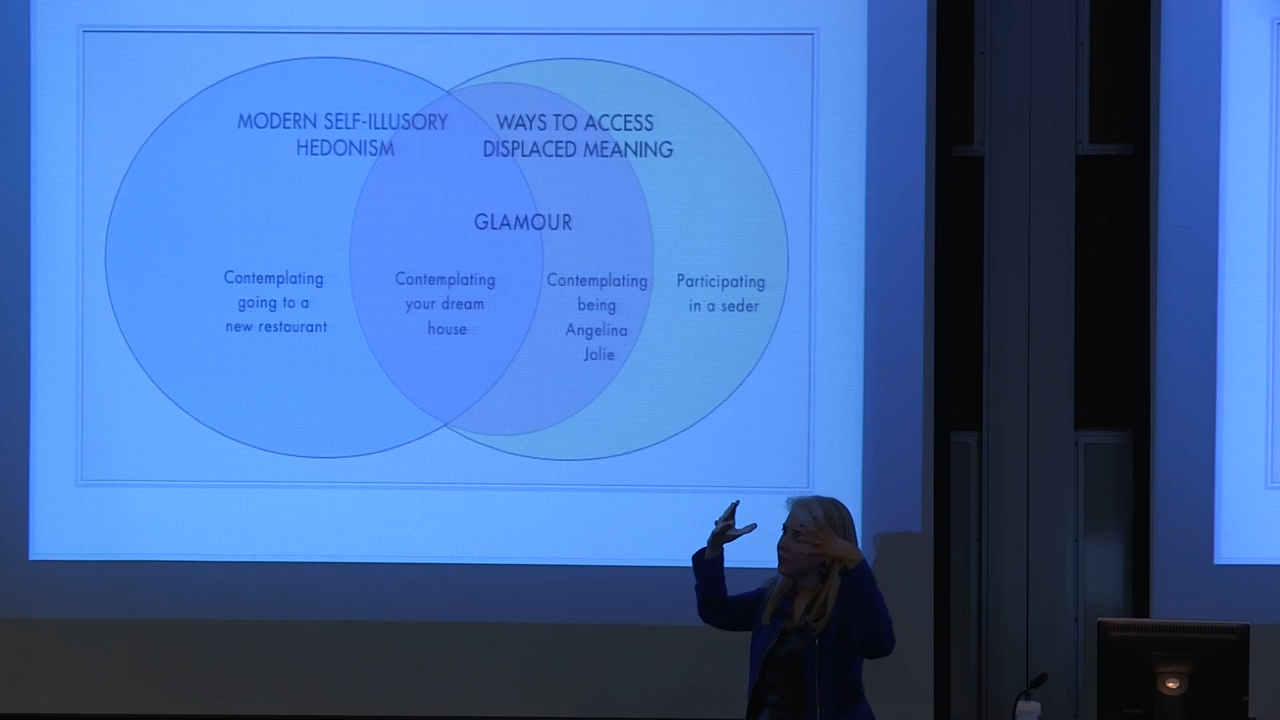 MODERN SELF-ILLUSORY
HEDONISM
WAYS TO ACCESS
DISPLACED MEANING
GLAMOUR
Contemplating
going to a
new restaurant
Contemplating
your dream
house
Contemplating
being
Angelina
Jolie
Participating
in a seder